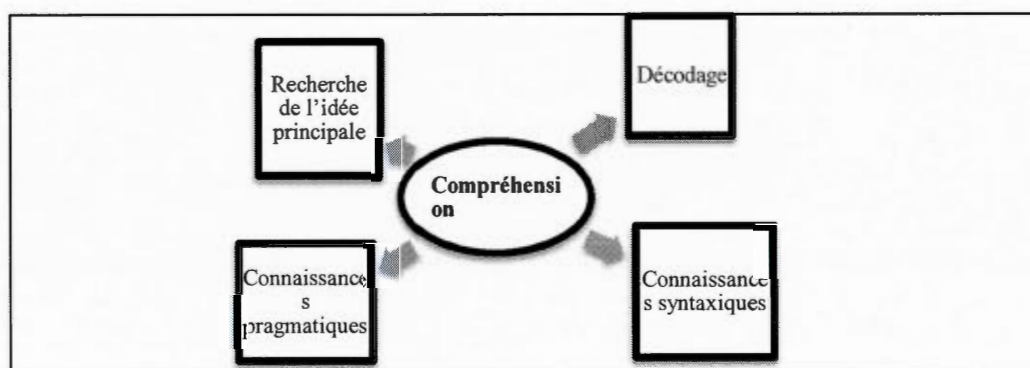 Recherche
de l'idée
principale
Décodage
Compréhensi
on
Connaissance
s
pragmatiques
Connaissance
s syntaxiques